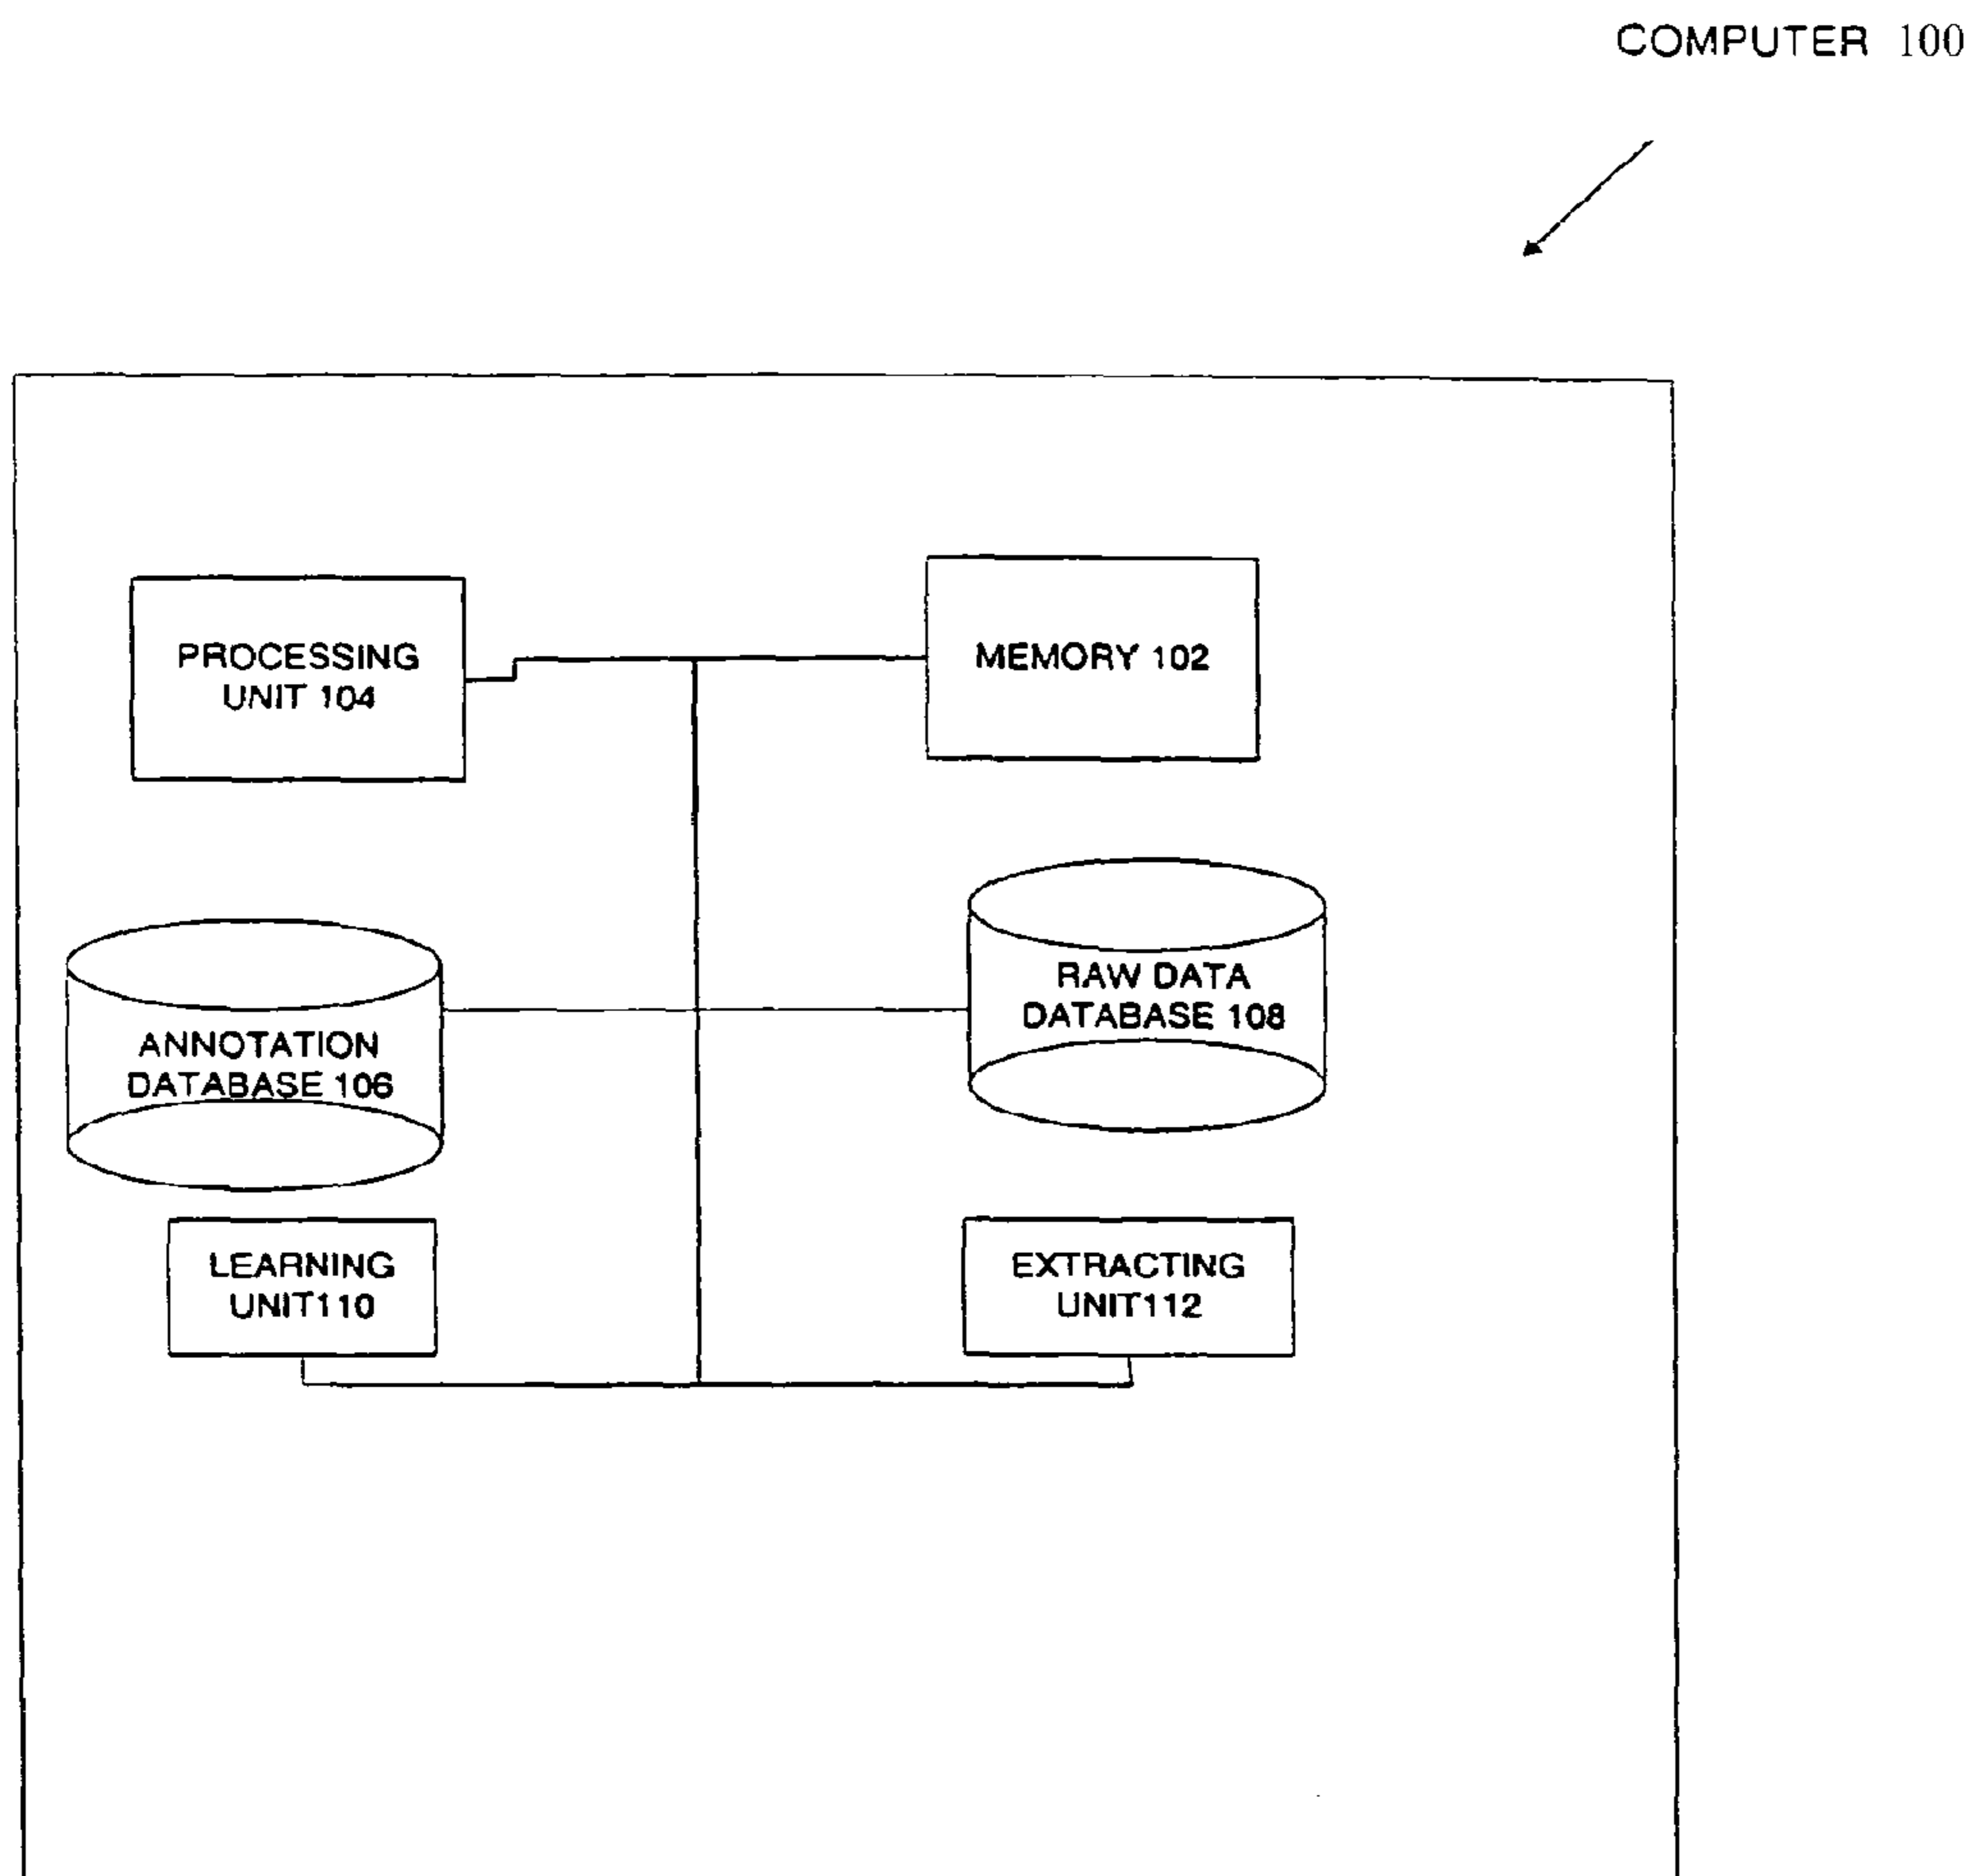 COMPUTER 100
PROCESSING
UNIT 104
MEMORY 102
RAW DATA
DATABASE 108
ANNOTATION
DATABASE 106
LEARNING
UNIT110
EXTRACTING
UNIT112